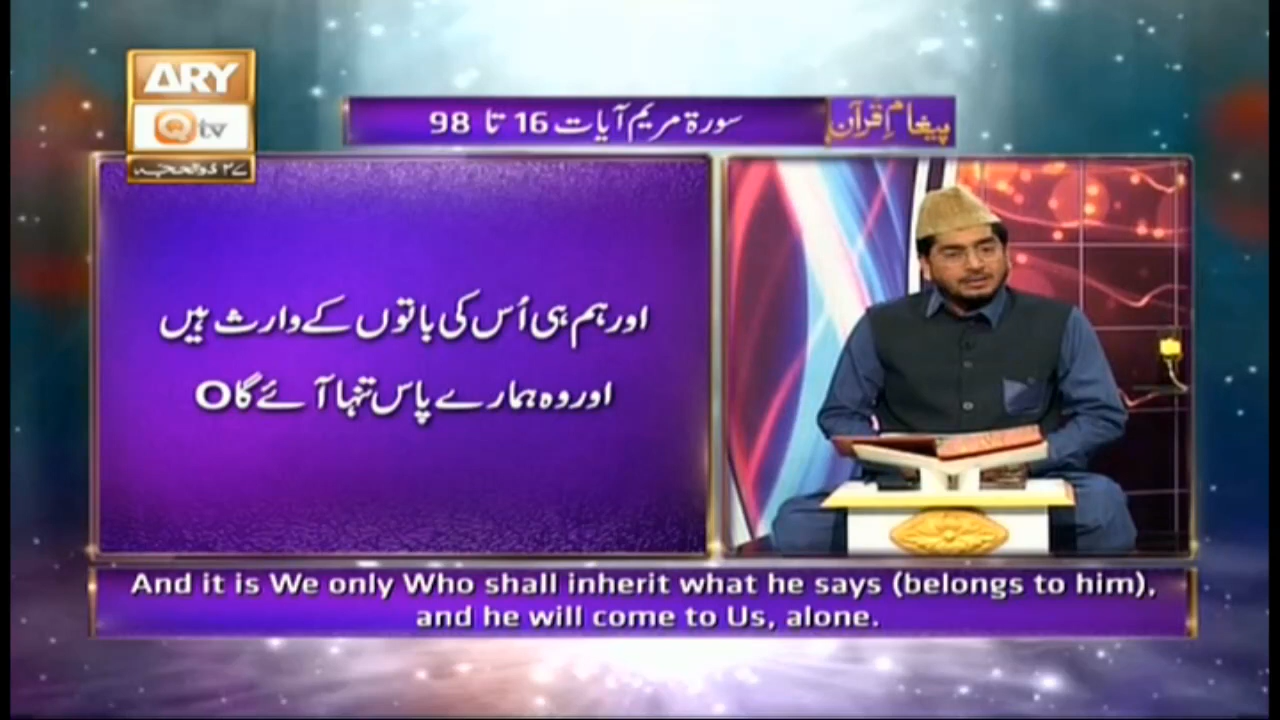 ARY
Qtv
۲۷ ذوالحجہ
سورۃ مریم آیات 16 تا 98
پیغامِ قرآن
اور ہم ہی اُس کی باتوں کے وارث ہیں
اور وہ ہمارے پاس تنہا آئے گاO
And it is We only Who shall inherit what he says (belongs to him),
and he will come to Us, alone.